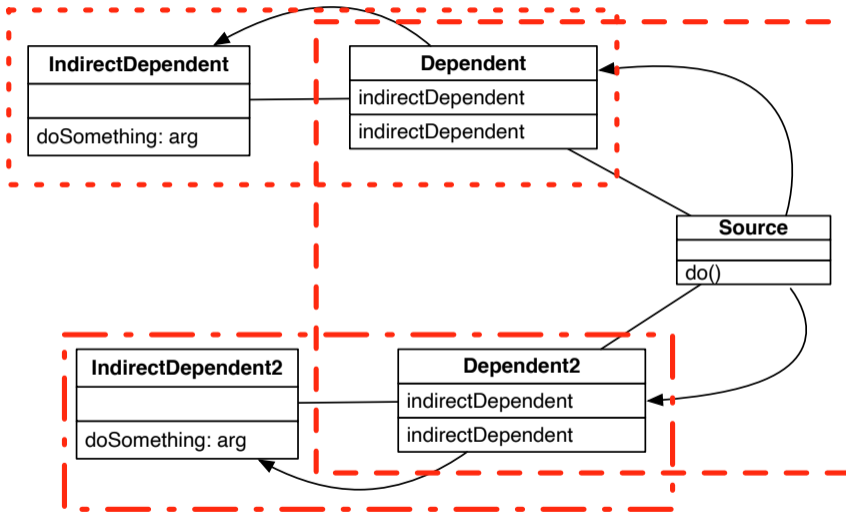 IndirectDependent
doSomething: arg
Dependent
indirectDependent
indirectDependent
Source
do()
IndirectDependent2
doSomething: arg
Dependent2
indirectDependent
indirectDependent